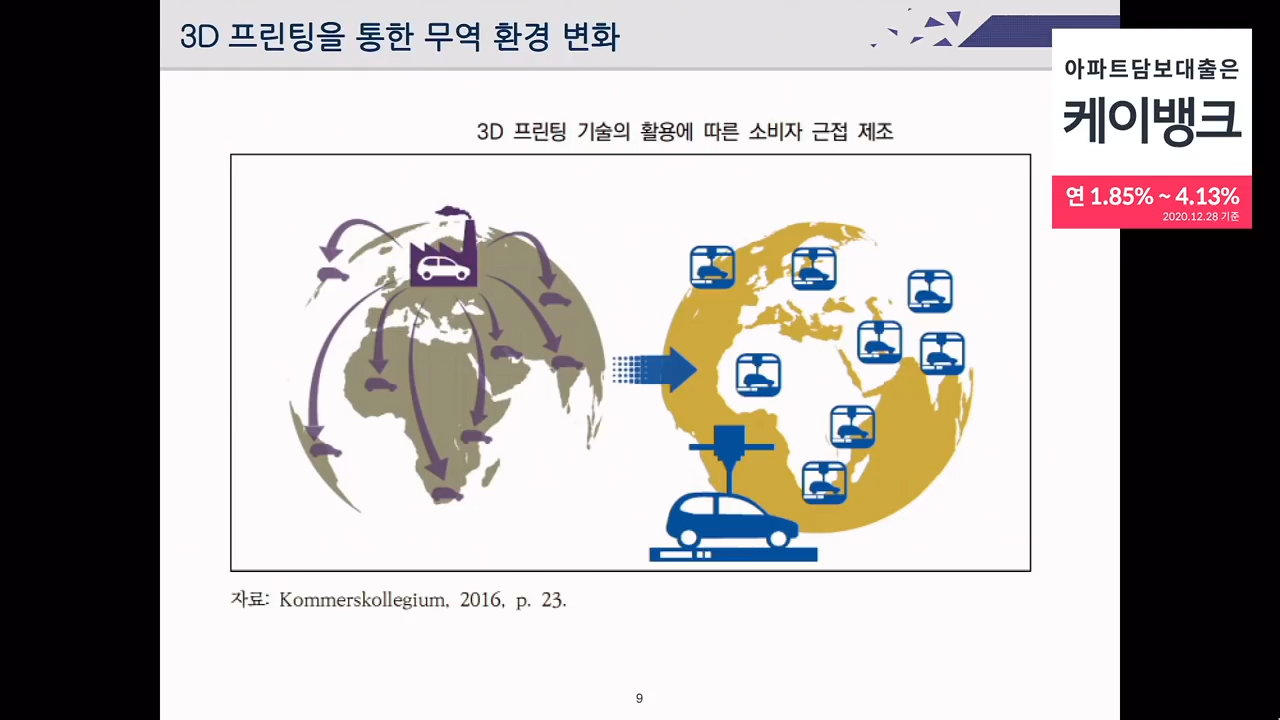 3D 프린팅을 통한 무역 환경 변화
아파트담보대출은
케이뱅크
연 1.85% ~ 4.13%
2020.12.28 기준
3D 프린팅 기술의 활용에 따른 소비자 근접 제조
자료: Kommerskollegium, 2016, p. 23.
9